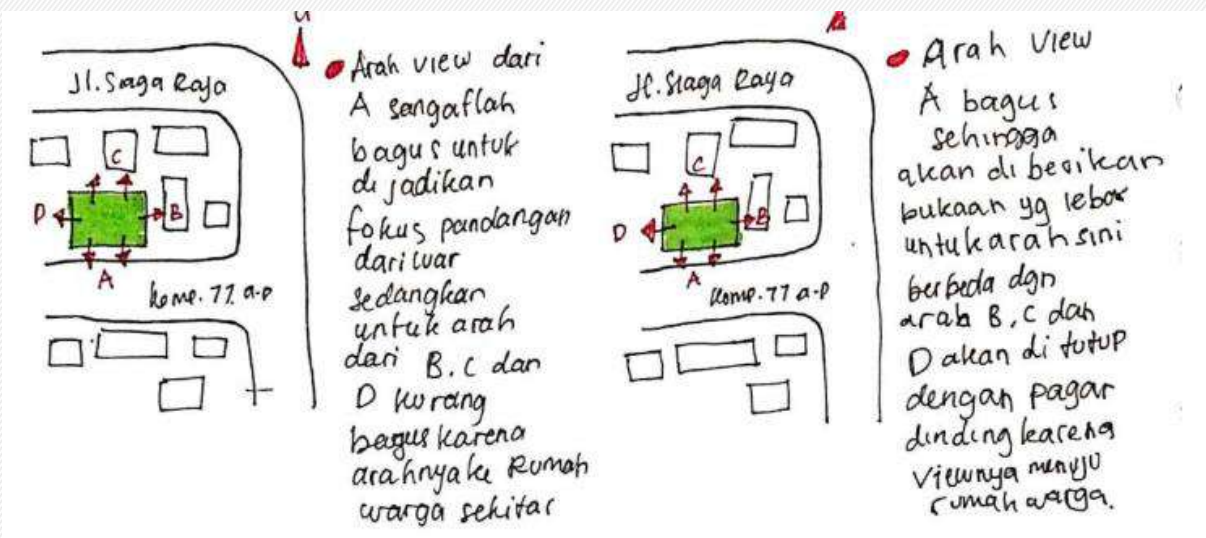 U
Jl. Siaga Raya
C
D
B
A
Komp. 77 a-p
Arah view dari
A sangatlah
bagus untuk
di jadikan
fokus pandangan
dari luar
sedangkan
untuk arah
dari B, C dan
D kurang
bagus karena
arahnya ke Rumah
warga sekitar
Jl. Siaga Raya
C
D
B
A
Komp. 77 a-p
Arah View
A bagus
sehingga
akan di berikan
bukaan yg lebar
untuk arah sini
berbeda dgn
arah B, C dan
D akan di tutup
dengan pagar
dinding karena
Viewnya menuju
rumah warga.